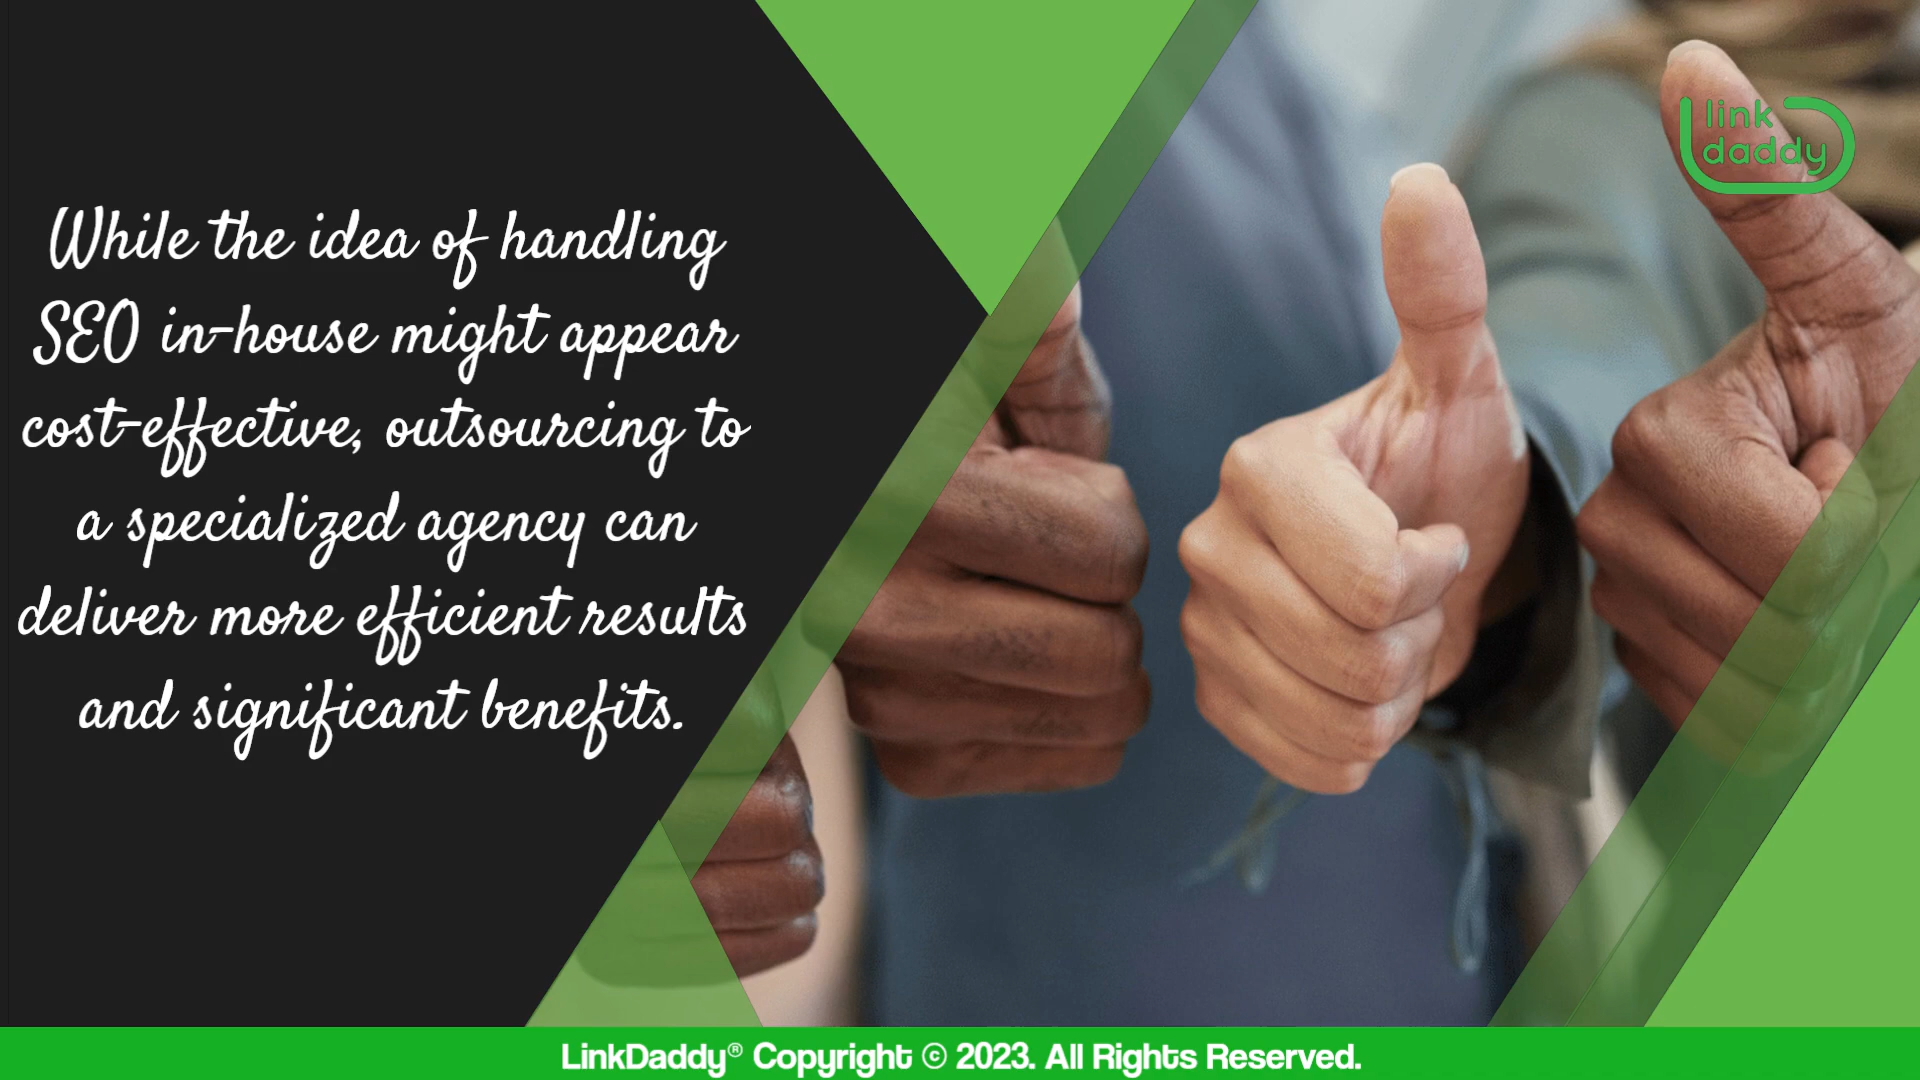 link
daddy
While the idea of handling
SEO in-house might appear
cost-effective, outsourcing to
a specialized agency can
deliver more efficient results
and significant benefits.
LinkDaddy® Copyright © 2023. All Rights Reserved.